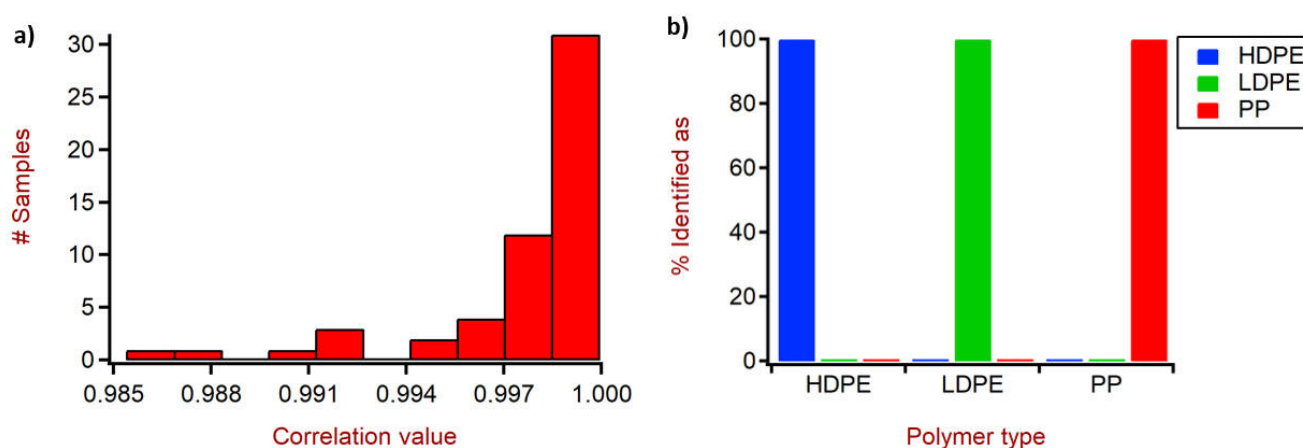 a)
# Samples
30
25
20
15
10
5
0
0.985 0.988 0.991 0.994 0.997 1.000
Correlation value
b)
% Identified as
100
80
60
40
20
0
HDPE LDPE PP
Polymer type
HDPE
LDPE
PP